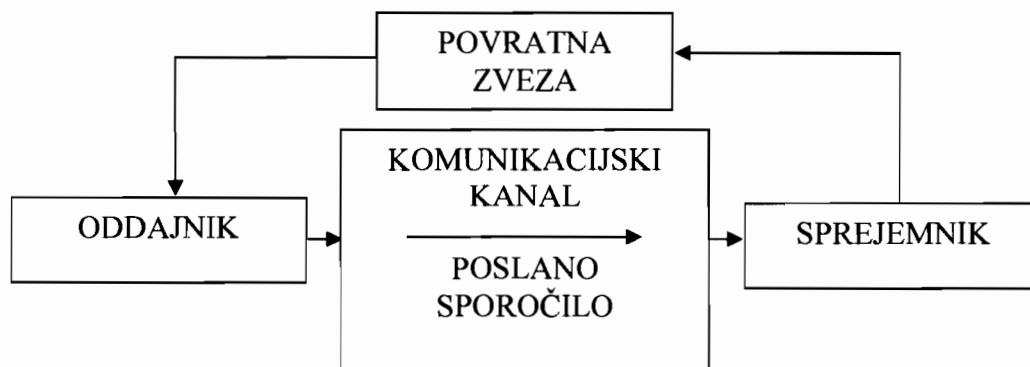 POVRATNA
ZVEZA
KOMUNIKACIJSKI
KANAL
ODDAJNIK
SPREJEMNIK
POSLANO
SPOROČILO